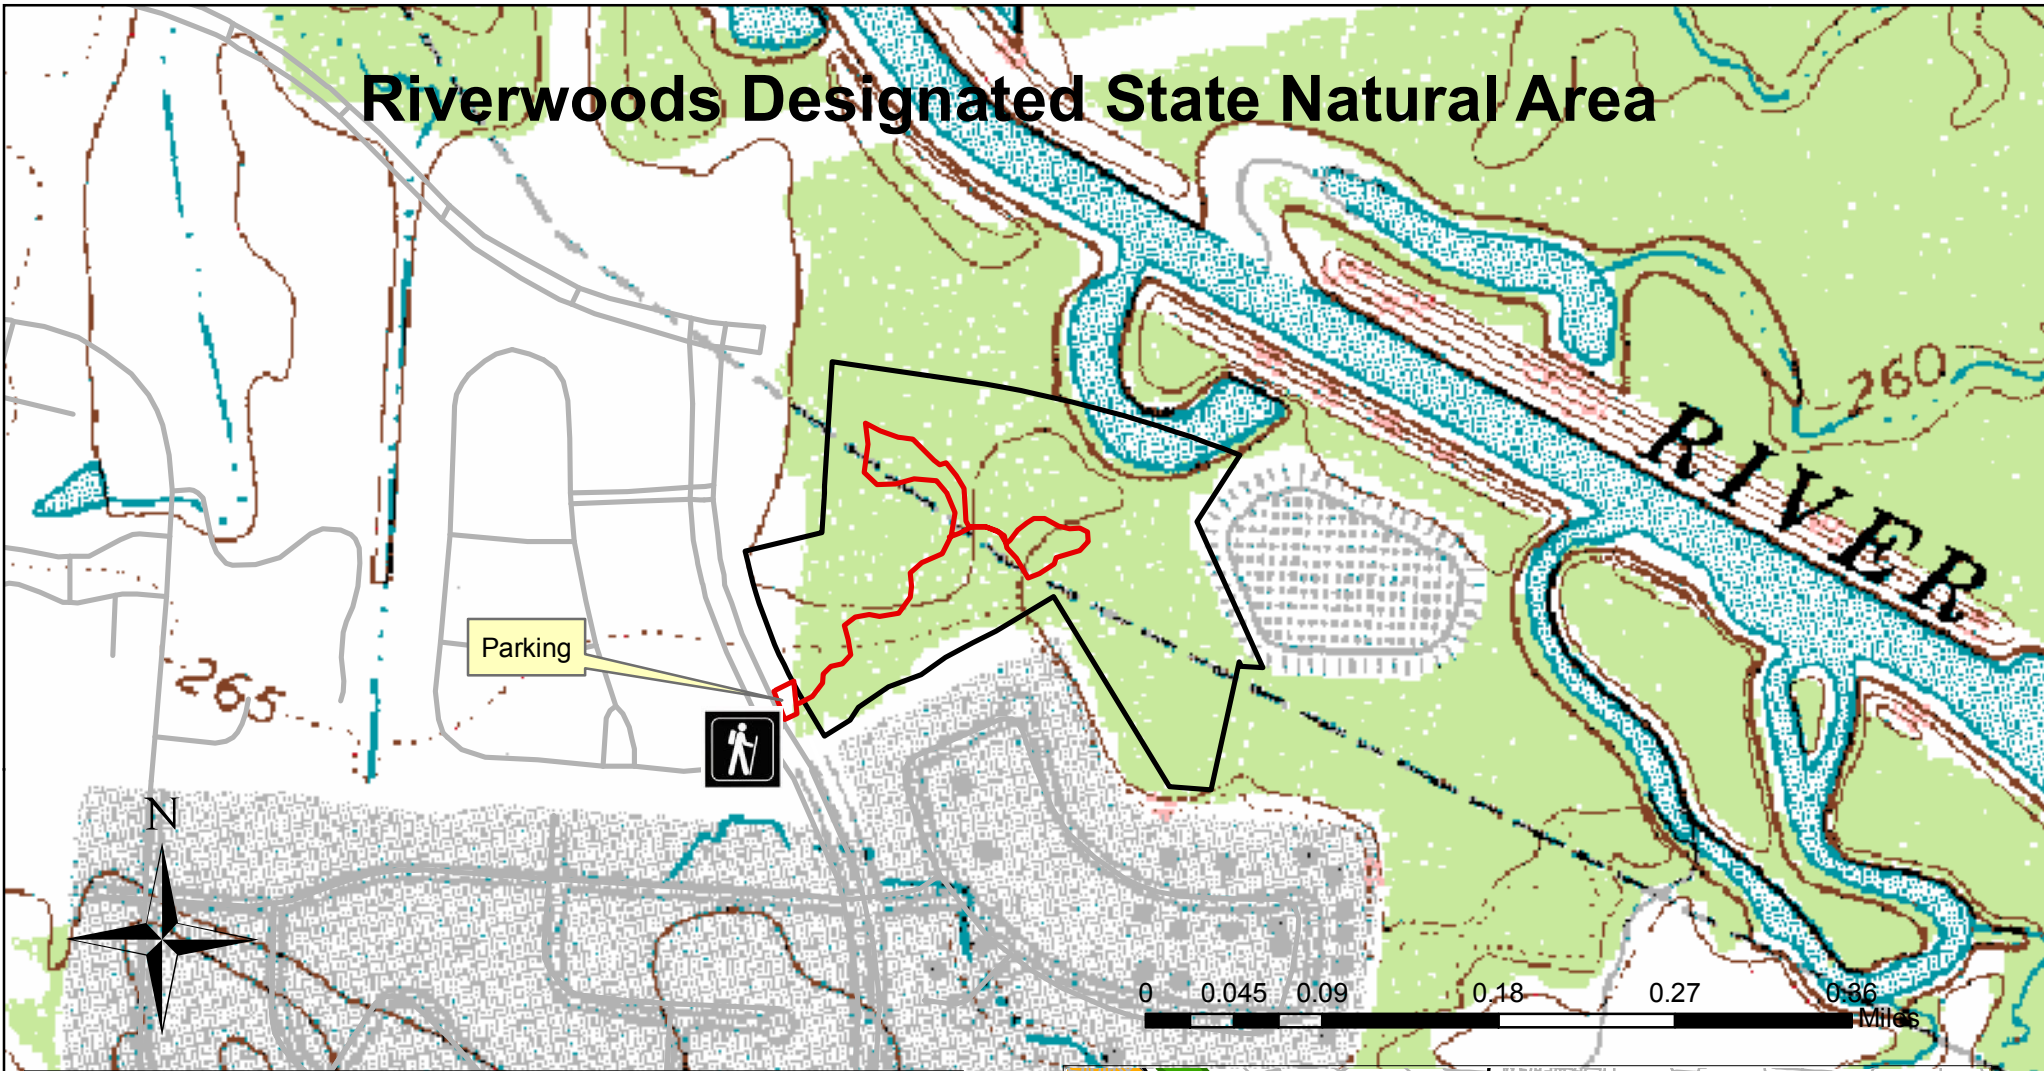 Riverwoods Designated State Natural Area
260
RIVER
Parking
265
N
0 0.045 0.09 0.18 0.27 0.36
Miles